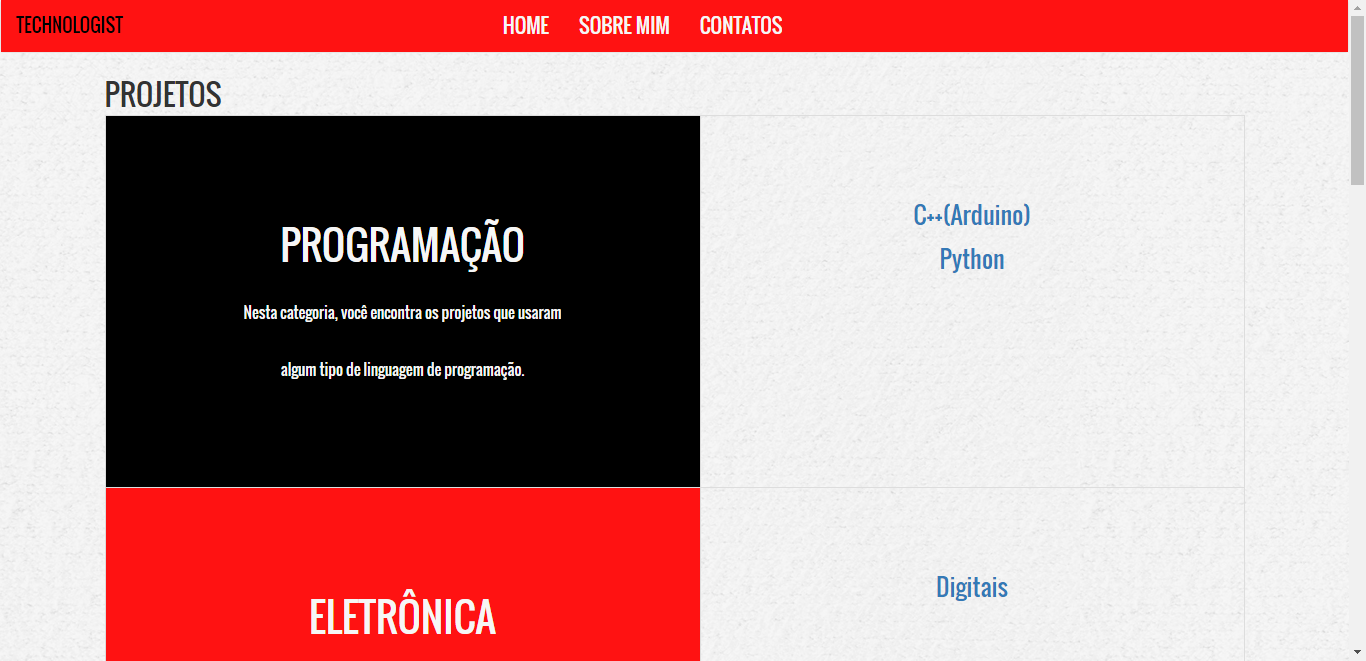 TECHNOLOGIST
HOME
SOBRE MIM
CONTATOS
PROJETOS
PROGRAMAÇÃO
Nesta categoria, você encontra os projetos que usaram
algum tipo de linguagem de programação.
C++(Arduino)
Python
ELETRÔNICA
Digitais